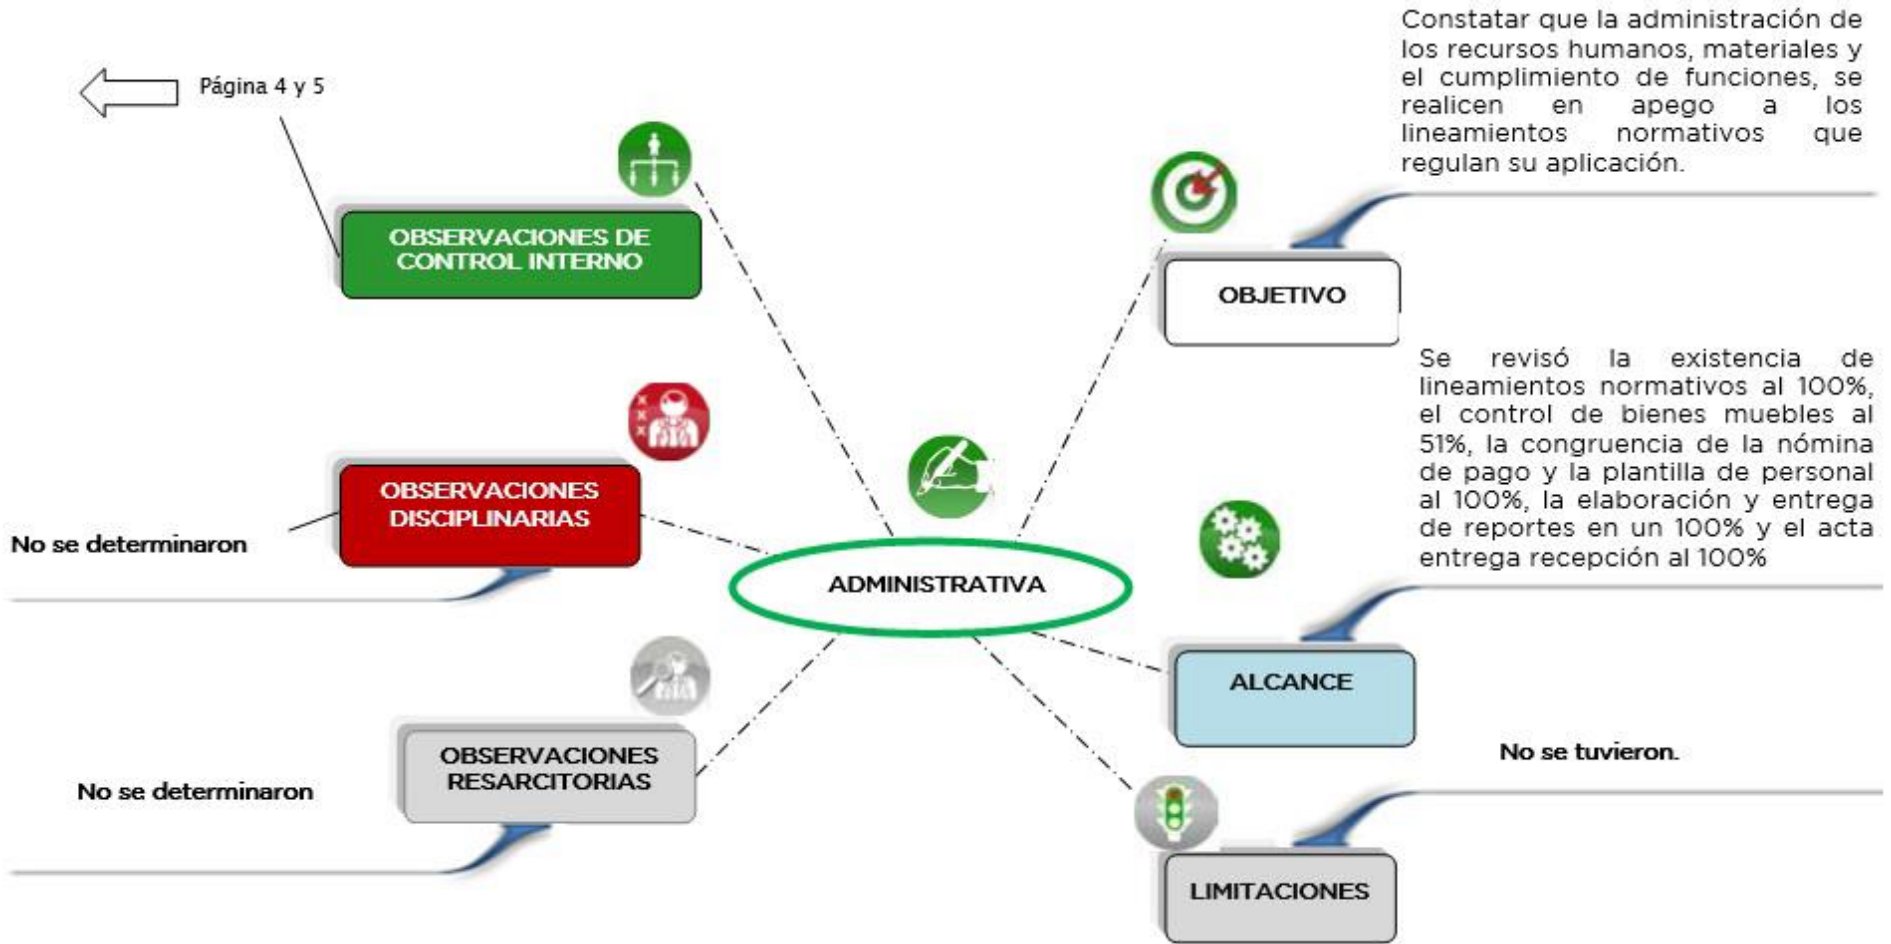 Constatar que la administración de
los recursos humanos, materiales y
el cumplimiento de funciones, se
realicen en apego a los
lineamientos normativos que
regulan su aplicación.
Página 4 y 5
OBSERVACIONES DE
CONTROL INTERNO
OBJETIVO
Se revisó la existencia de
lineamientos normativos al 100%,
el control de bienes muebles al
51%, la congruencia de la nómina
de pago y la plantilla de personal
al 100%, la elaboración y entrega
de reportes en un 100% y el acta
entrega recepción al 100%
OBSERVACIONES
DISCIPLINARIAS
No se determinaron
ADMINISTRATIVA
ALCANCE
OBSERVACIONES
RESARCITORIAS
No se determinaron
No se tuvieron.
LIMITACIONES